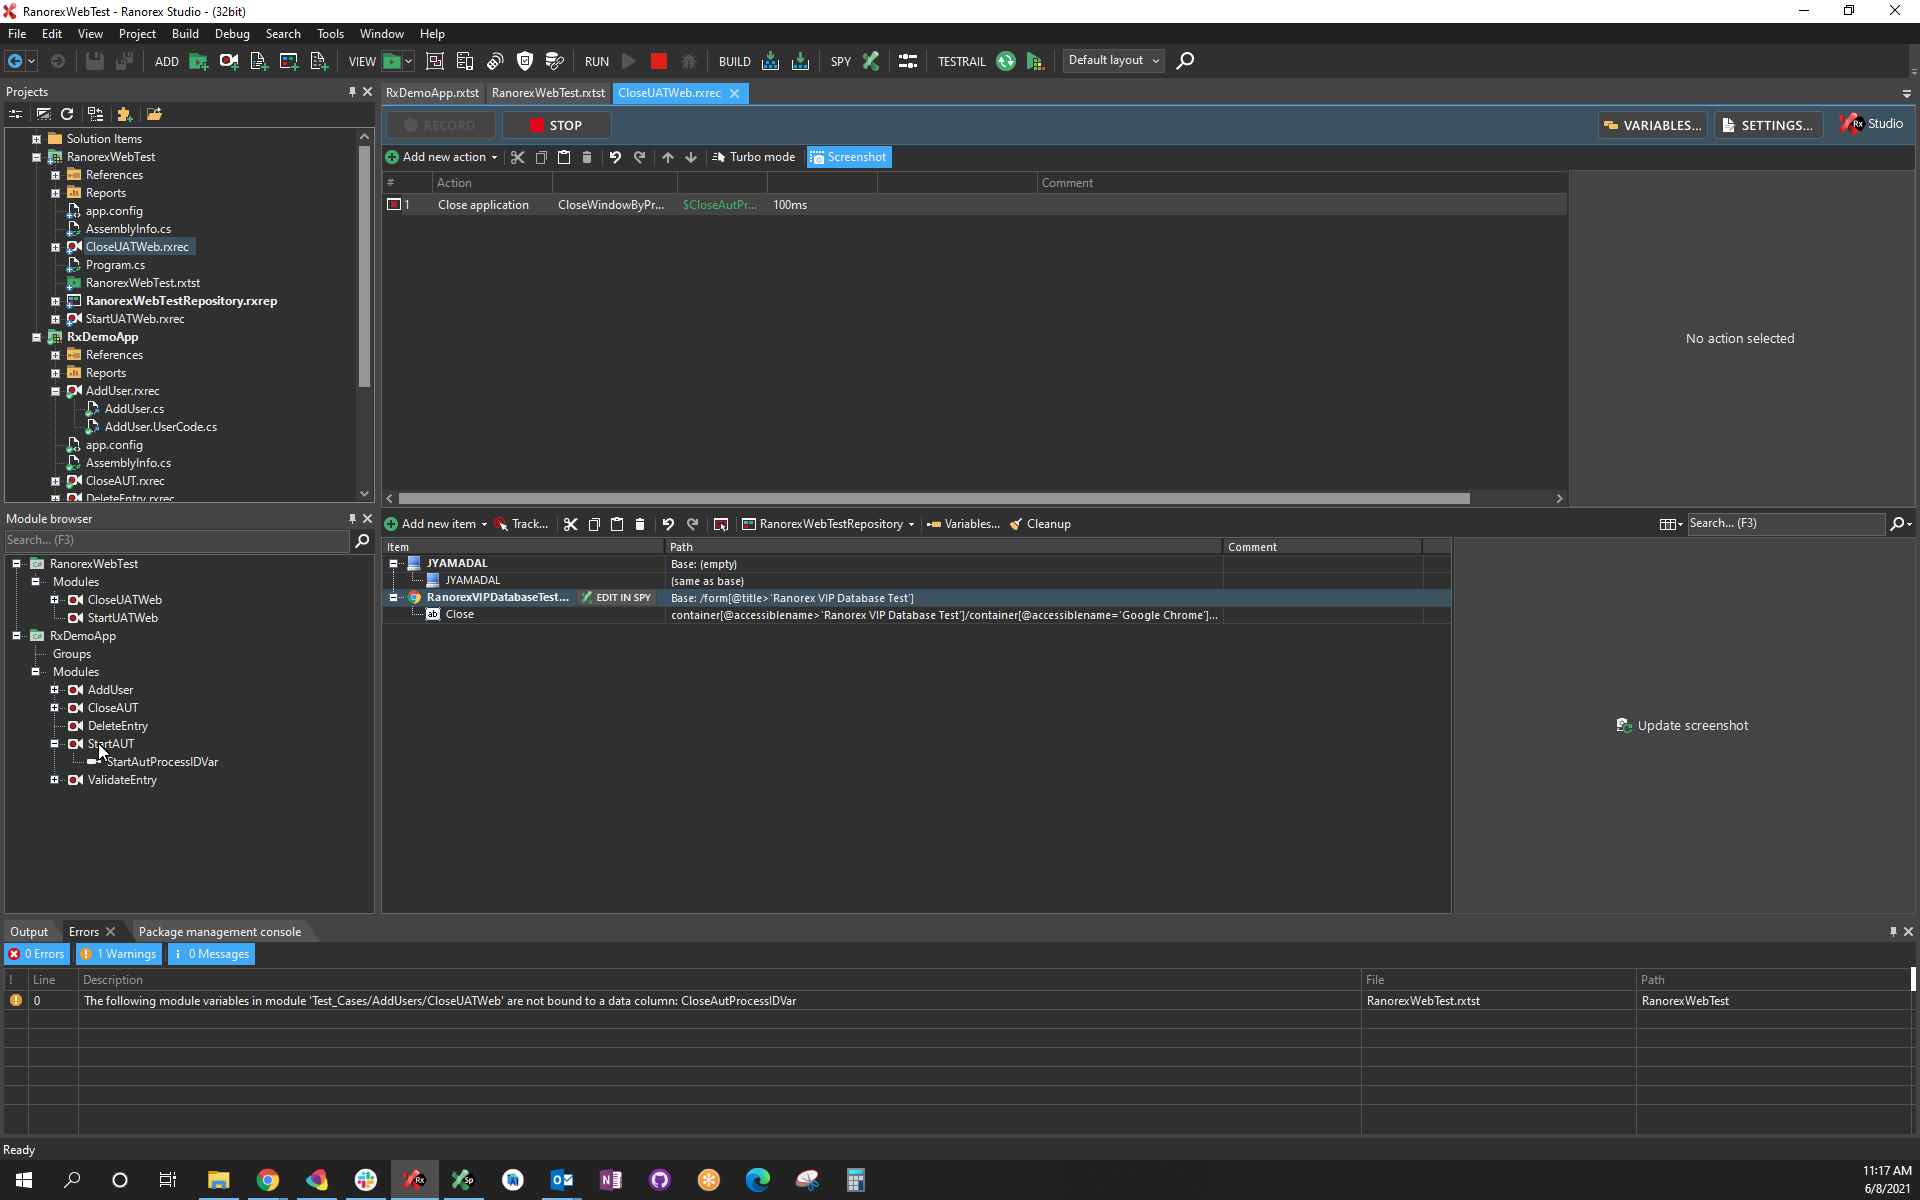 RanorexWebTest - Ranorex Studio - (32bit)
File Edit View Project Build Debug Search Tools Window Help
ADD VIEW RUN BUILD SPY TESTRAIL Default layout
Projects
Solution Items
RanorexWebTest
References
Reports
app.config
AssemblyInfo.cs
CloseUATWeb.rxrec
Program.cs
RanorexWebTest.rxtst
RanorexWebTestRepository.rxrep
StartUATWeb.rxrec
RxDemoApp
References
Reports
AddUser.rxrec
AddUser.cs
AddUser.UserCode.cs
app.config
AssemblyInfo.cs
CloseAUT.rxrec
DeleteEntry.rxrec
RxDemoApp.rxtst RanorexWebTest.rxtst CloseUATWeb.rxrec
RECORD STOP VARIABLES... SETTINGS... Rx Studio
Add new action Turbo mode Screenshot
# Action Comment
1 Close application CloseWindowByPr... $CloseAutPr... 100ms
No action selected
Module browser
Search... (F3)
RanorexWebTest
Modules
CloseUATWeb
StartUATWeb
RxDemoApp
Groups
Modules
AddUser
CloseAUT
DeleteEntry
StartAUT
StartAutProcessIDVar
ValidateEntry
Add new item Track... RanorexWebTestRepository Variables... Cleanup Search... (F3)
Item Path Comment
JYAMADAL Base: (empty)
JYAMADAL (same as base)
RanorexVIPDatabaseTest... EDIT IN SPY Base: /form[@title>'Ranorex VIP Database Test']
Close container[@accessiblename>'Ranorex VIP Database Test']/container[@accessiblename='Google Chrome']...
Update screenshot
Output Errors Package management console
0 Errors 1 Warnings 0 Messages
! Line Description File Path
0 The following module variables in module 'Test_Cases/AddUsers/CloseUATWeb' are not bound to a data column: CloseAutProcessIDVar RanorexWebTest.rxtst RanorexWebTest
Ready
11:17 AM
6/8/2021